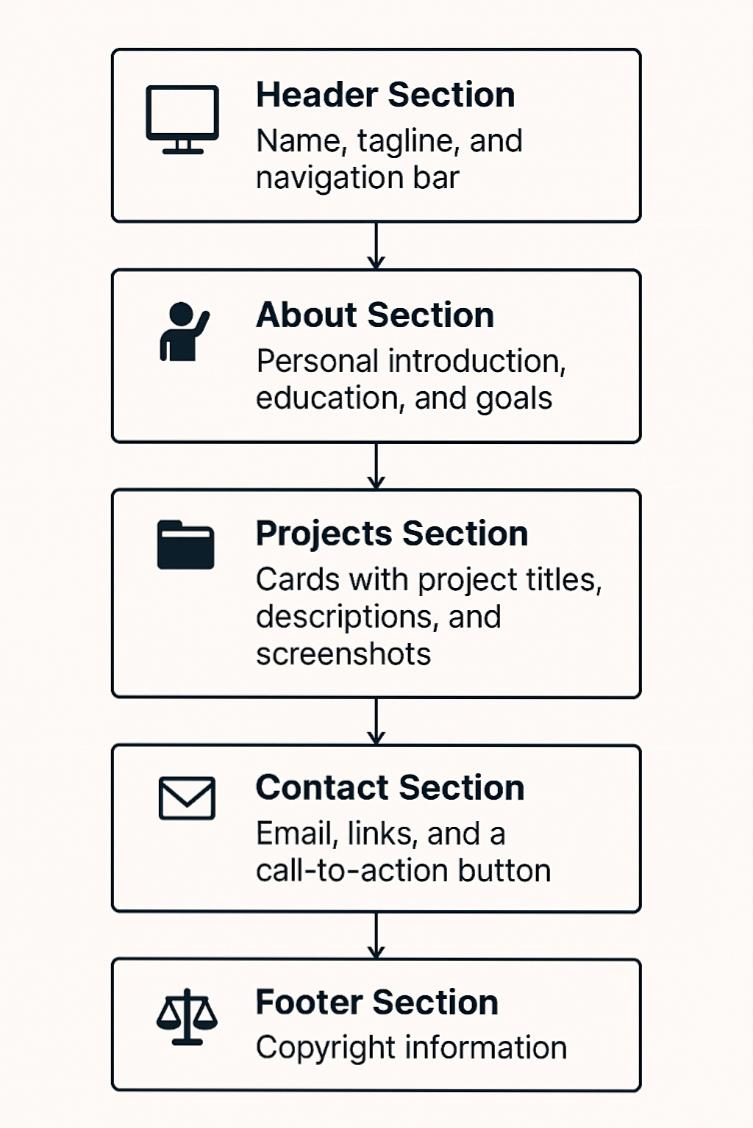 Header Section
Name, tagline, and
navigation bar
About Section
Personal introduction,
education, and goals
Projects Section
Cards with project titles,
descriptions, and
screenshots
Contact Section
Email, links, and a
call-to-action button
Footer Section
Copyright information